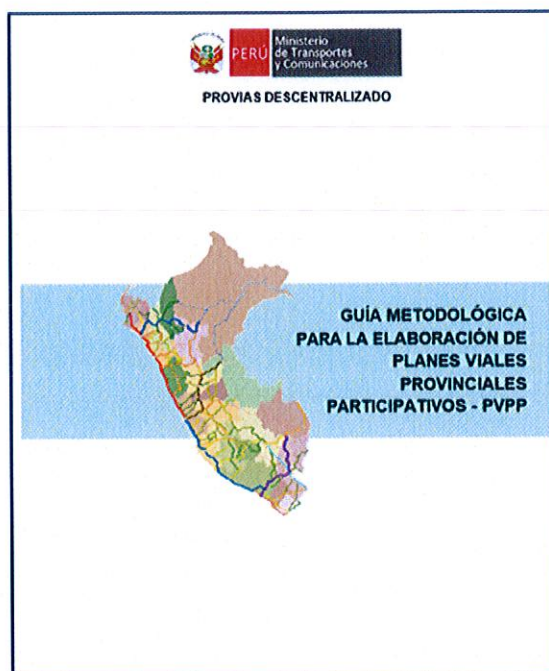 PERÚ
Ministerio
de Transportes
y Comunicaciones
PROVIAS DESCENTRALIZADO
GUÍA METODOLÓGICA
PARA LA ELABORACIÓN DE
PLANES VIALES
PROVINCIALES
PARTICIPATIVOS - PVPP